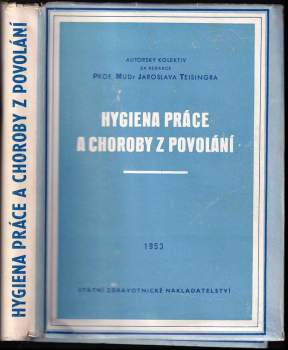 HYGIENA PRÁCE A CHOROBY Z POVOLÁNÍ
AUTORSKÝ KOLEKTIV
ZA REDAKCE
PROF. MUDR JAROSLAVA TEISINGRA
HYGIENA PRÁCE
A CHOROBY Z POVOLÁNÍ
1953
STÁTNÍ ZDRAVOTNICKÉ NAKLADATELSTVÍ